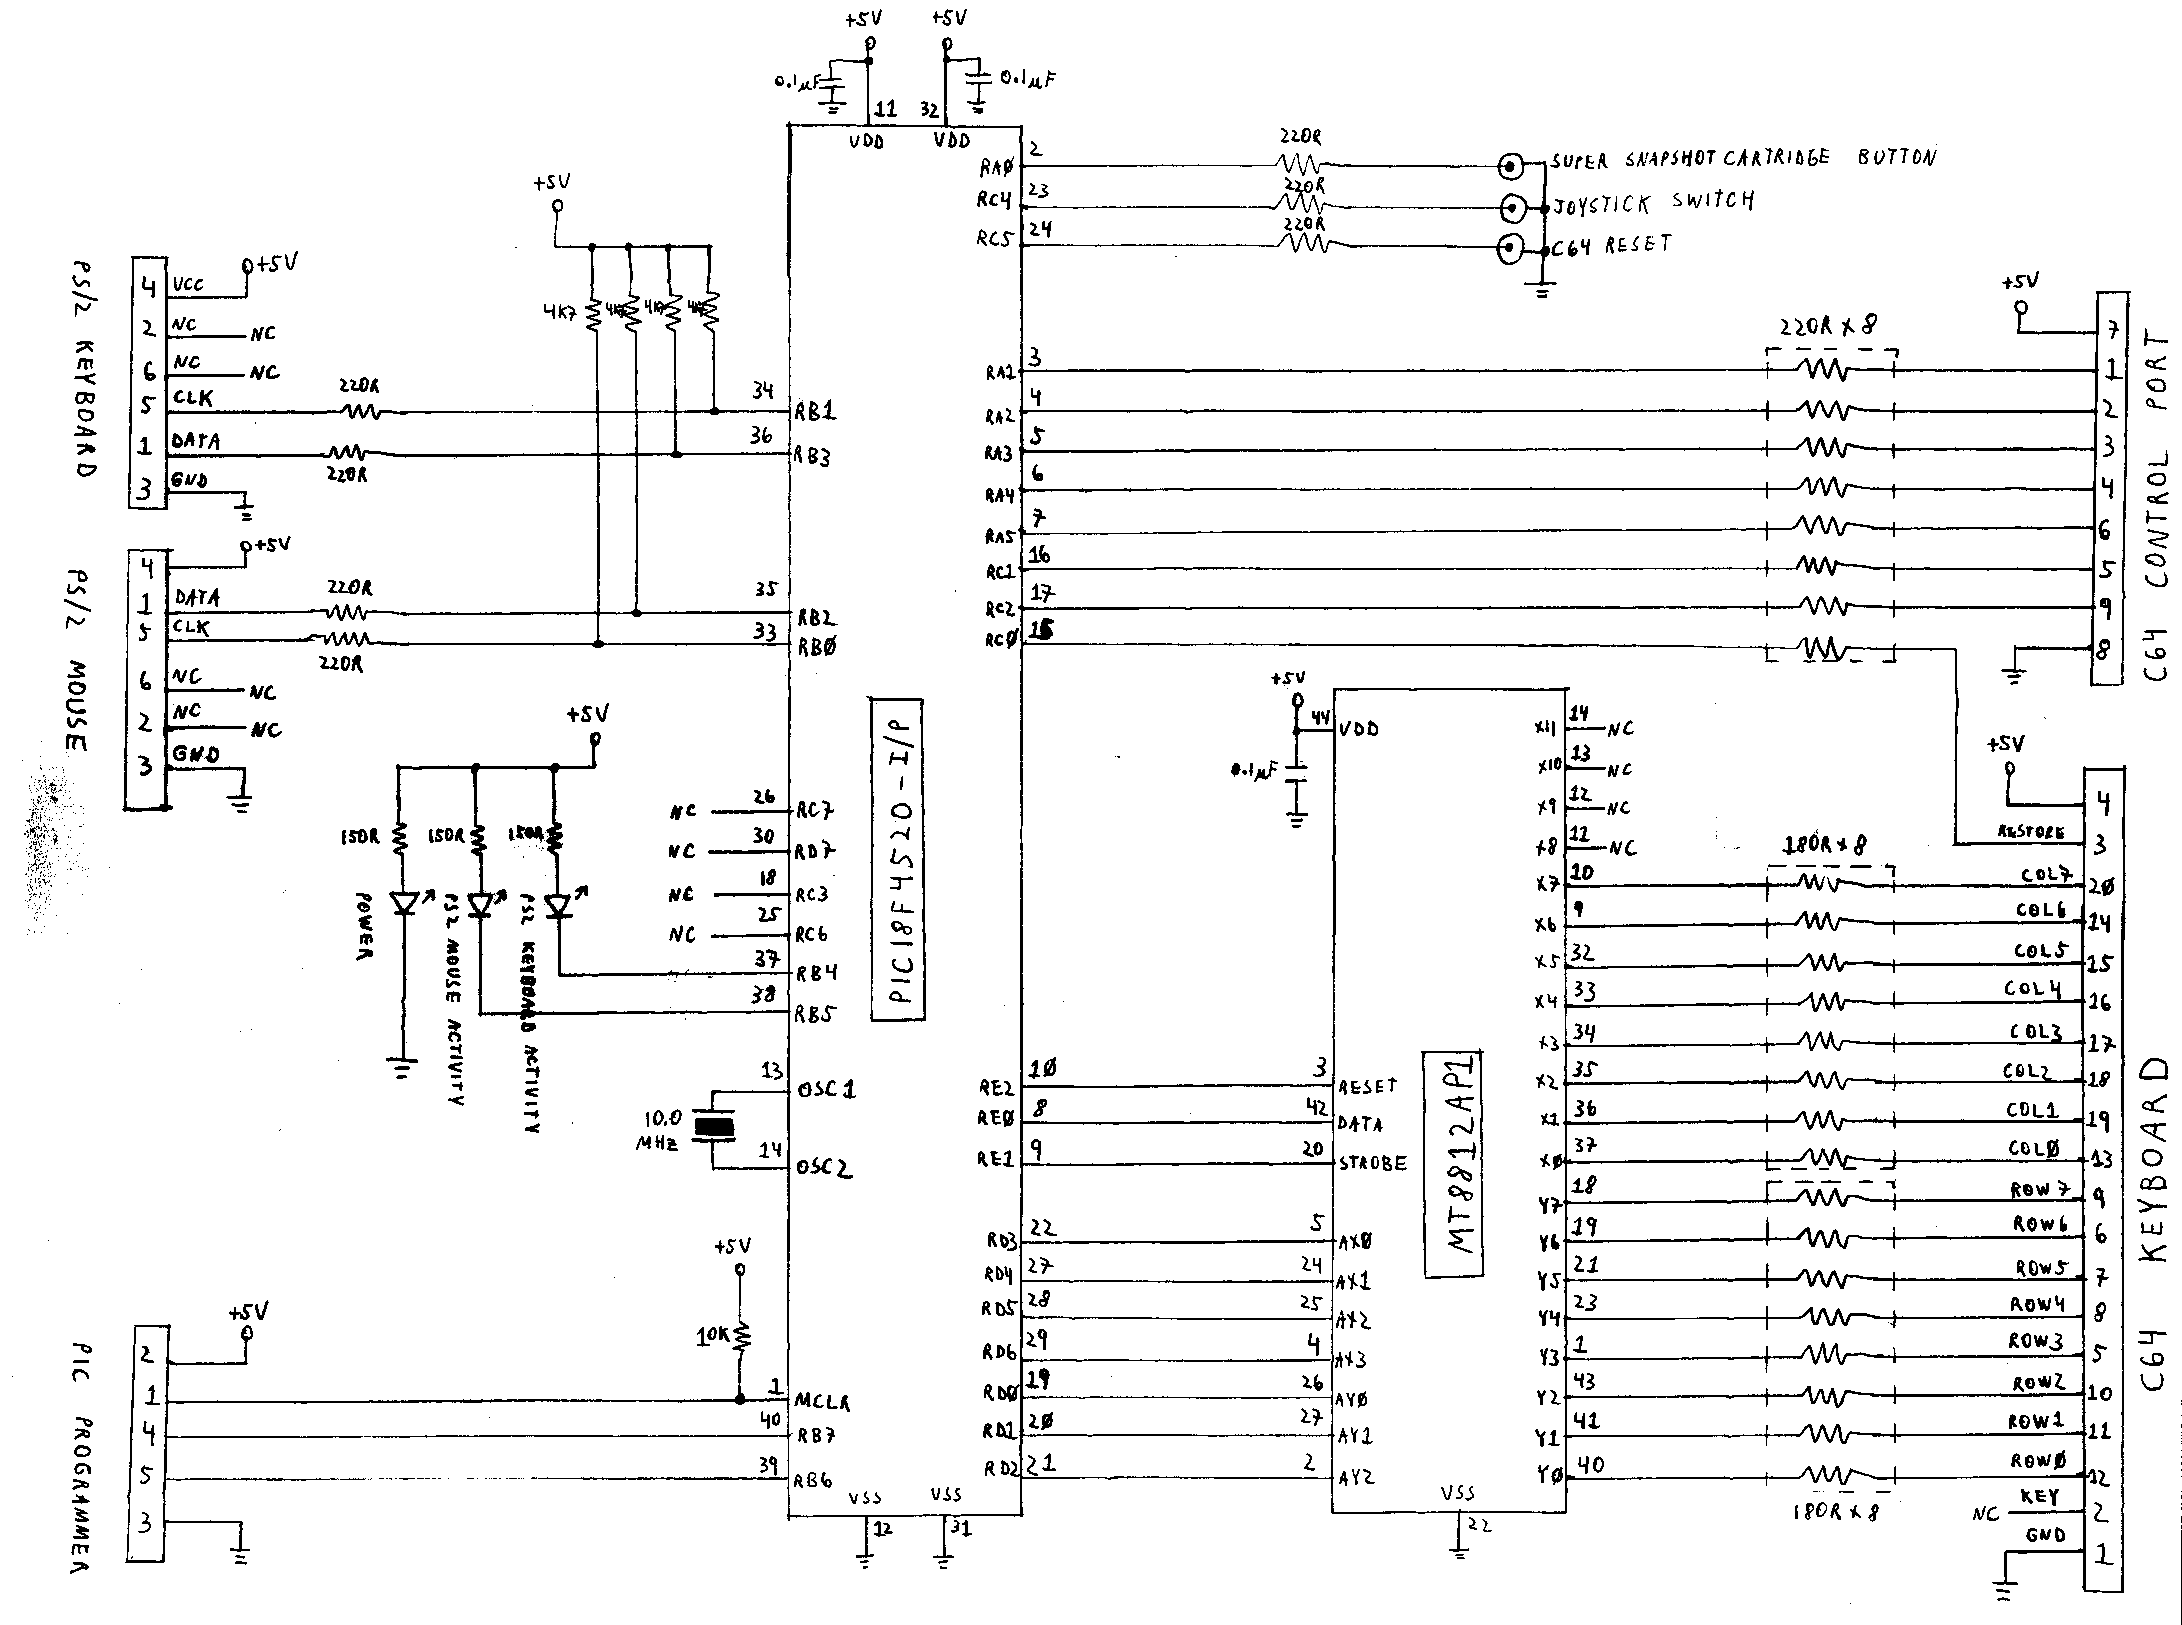 +5V +5V
0.1µF 0.1µF
11 32
VDD VDD
RA0 2 220R SUPER SNAPSHOT CARTRIDGE BUTTON
RC4 23 220R JOYSTICK SWITCH
RC5 24 220R C64 RESET
+5V
4K7 4K7 4K7 4K7
PS/2 KEYBOARD
4 VCC +5V
2 NC NC
6 NC NC
5 CLK 220R 34 RB1
1 DATA 220R 36 RB3
3 GND
PS/2 MOUSE
4 +5V
1 DATA 220R 35 RB2
5 CLK 220R 33 RB0
6 NC NC
2 NC NC
3 GND
C64 CONTROL PORT
+5V 7
220R x 8
RA1 3 1
RA2 4 2
RA3 5 3
RA4 6 4
RA5 7 6
RC1 16 5
RC2 17 9
RC0 15
8
PIC18F4520-I/P
+5V
150R 150R 150R
POWER
PS2 MOUSE ACTIVITY
PS2 KEYBOARD ACTIVITY
NC 26 RC7
NC 30 RD7
NC 18 RC3
NC 25 RC6
37 RB4
38 RB5
13 OSC1
10.0 MHz
14 OSC2
+5V
10K
PIC PROGRAMMER
2 +5V
1 1 MCLR
4 40 RB7
5 39 RB6
3
VSS VSS
12 31
RE2 10 3 RESET
RE0 8 42 DATA
RE1 9 20 STROBE
RD3 22 5 AX0
RD4 27 24 AX1
RD5 28 25 AX2
RD6 29 4 AX3
RD0 19 26 AY0
RD1 20 27 AY1
RD2 21 2 AY2
+5V
44 VDD
0.1µF
MT8812AP1
VSS
22
X11 14 NC
X10 13 NC
X9 12 NC
X8 12 NC
C64 KEYBOARD
+5V 4
RESTORE 3
180R x 8
X7 10 COL7 20
X6 9 COL6 14
X5 32 COL5 15
X4 33 COL4 16
X3 34 COL3 17
X2 35 COL2 18
X1 36 COL1 19
X0 37 COL0 13
Y7 18 ROW7 9
Y6 19 ROW6 6
Y5 21 ROW5 7
Y4 23 ROW4 8
Y3 1 ROW3 5
Y2 43 ROW2 10
Y1 41 ROW1 11
Y0 40 ROW0 12
180R x 8
NC KEY 2
GND 1